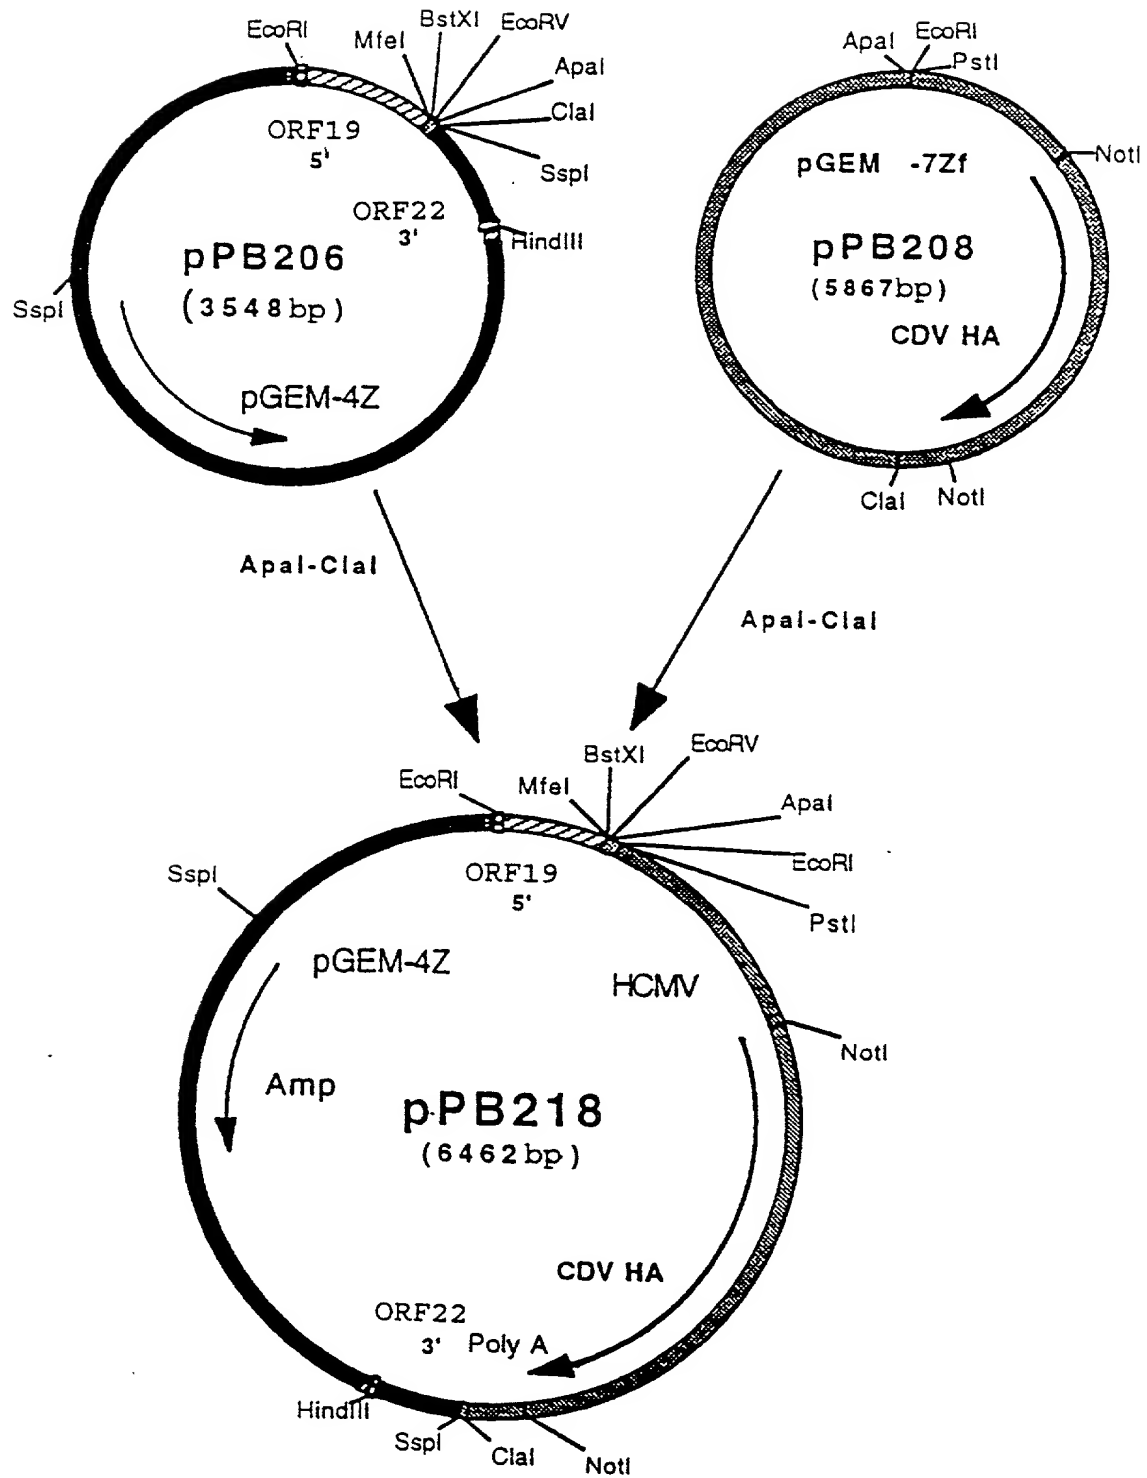 EcoRI
MfeI
BstXI
EcoRV
ApaI
ClaI
SspI
ORF19
5'
ORF22
3'
HindIII
pPB206
(3548bp)
SspI
pGEM-4Z
ApaI
EcoRI
PstI
NotI
pGEM -7Zf
pPB208
(5867bp)
CDV HA
ClaI
NotI
ApaI-ClaI
ApaI-ClaI
EcoRI
MfeI
BstXI
EcoRV
ApaI
EcoRI
PstI
SspI
ORF19
5'
pGEM-4Z
HCMV
NotI
Amp
pPB218
(6462bp)
CDV HA
ORF22
3' Poly A
HindIII
SspI
ClaI
NotI